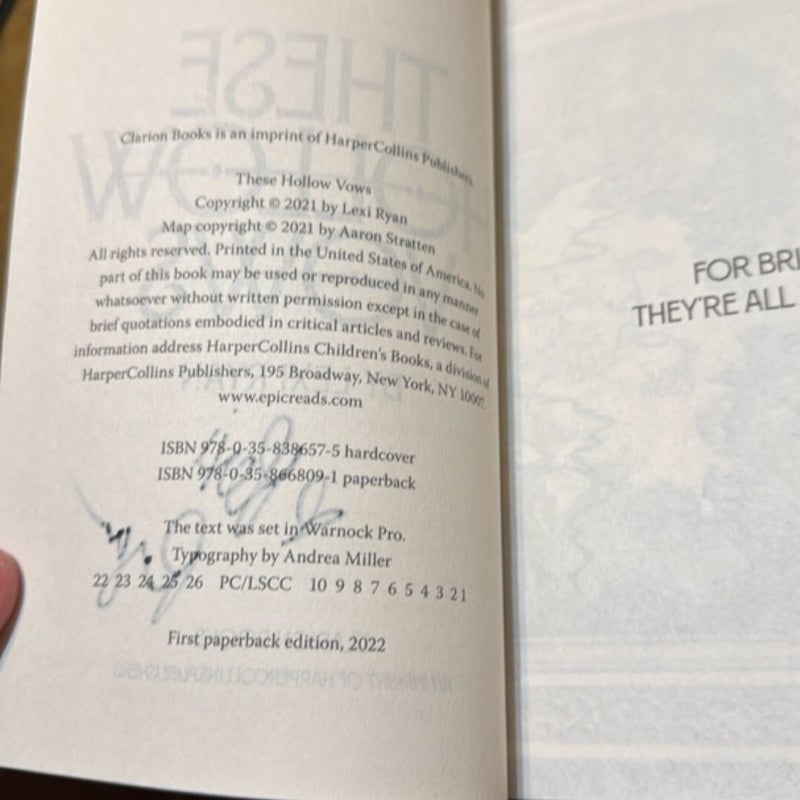 Clarion Books is an imprint of HarperCollins Publishers.
These Hollow Vows
Copyright © 2021 by Lexi Ryan
Map copyright © 2021 by Aaron Stratten
All rights reserved. Printed in the United States of America. No
part of this book may be used or reproduced in any manner
whatsoever without written permission except in the case of
brief quotations embodied in critical articles and reviews. For
information address HarperCollins Children's Books, a division of
HarperCollins Publishers, 195 Broadway, New York, NY 10007.
www.epicreads.com
ISBN 978-0-35-838657-5 hardcover
ISBN 978-0-35-866809-1 paperback
The text was set in Warnock Pro.
Typography by Andrea Miller
22 23 24 25 26 PC/LSCC 10 9 8 7 6 5 4 3 2 1
First paperback edition, 2022
FOR BRI
THEY'RE ALL
THESE
HOLLOW